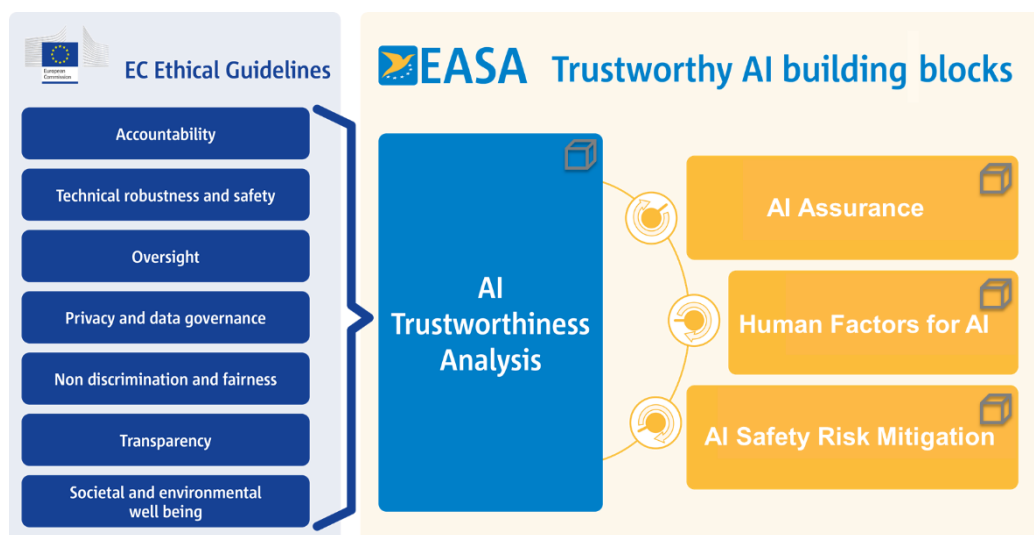 European
Commission
EC Ethical Guidelines
Accountability
Technical robustness and safety
Oversight
Privacy and data governance
Non discrimination and fairness
Transparency
Societal and environmental
well being
EASA
Trustworthy AI building blocks
AI
Trustworthiness
Analysis
AI Assurance
Human Factors for AI
AI Safety Risk Mitigation